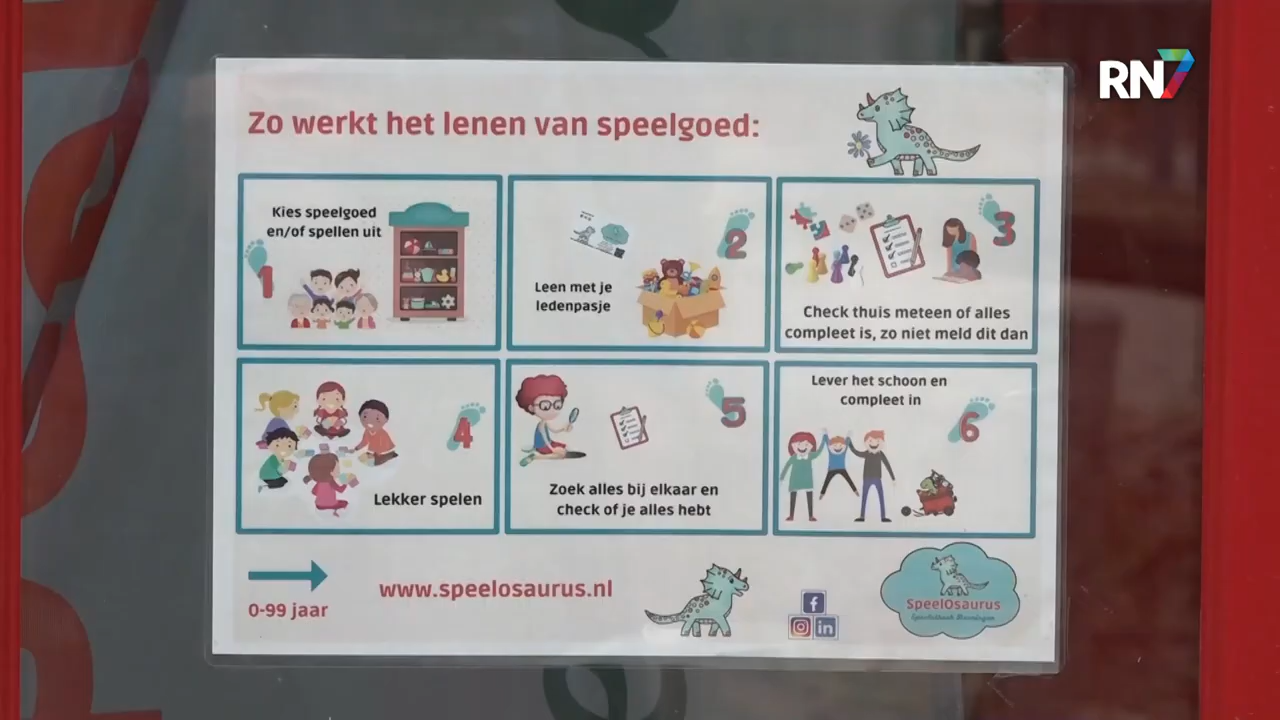 RN7
Zo werkt het lenen van speelgoed:
Kies speelgoed
en/of spellen uit
1
2
Leen met je
ledenpasje
3
Check thuis meteen of alles
compleet is, zo niet meld dit dan
4
Lekker spelen
5
Zoek alles bij elkaar en
check of je alles hebt
Lever het schoon en
compleet in
6
0-99 jaar
www.speelosaurus.nl
f
in
SpeelOsaurus